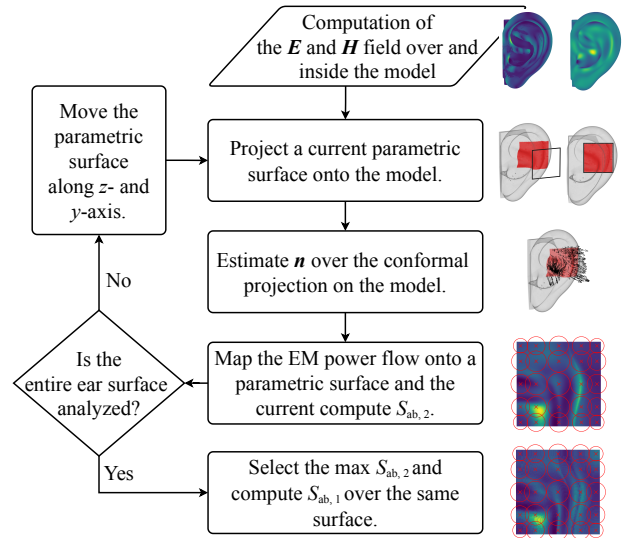 Computation of
the E and H field over and
inside the model
Move the
parametric
surface
along z- and
y-axis.
Project a current parametric
surface onto the model.
Estimate n over the conformal
projection on the model.
No
Is the
entire ear surface
analyzed?
Map the EM power flow onto a
parametric surface and the
current compute S_ab, 2.
Yes
Select the max S_ab, 2 and
compute S_ab, 1 over the same
surface.